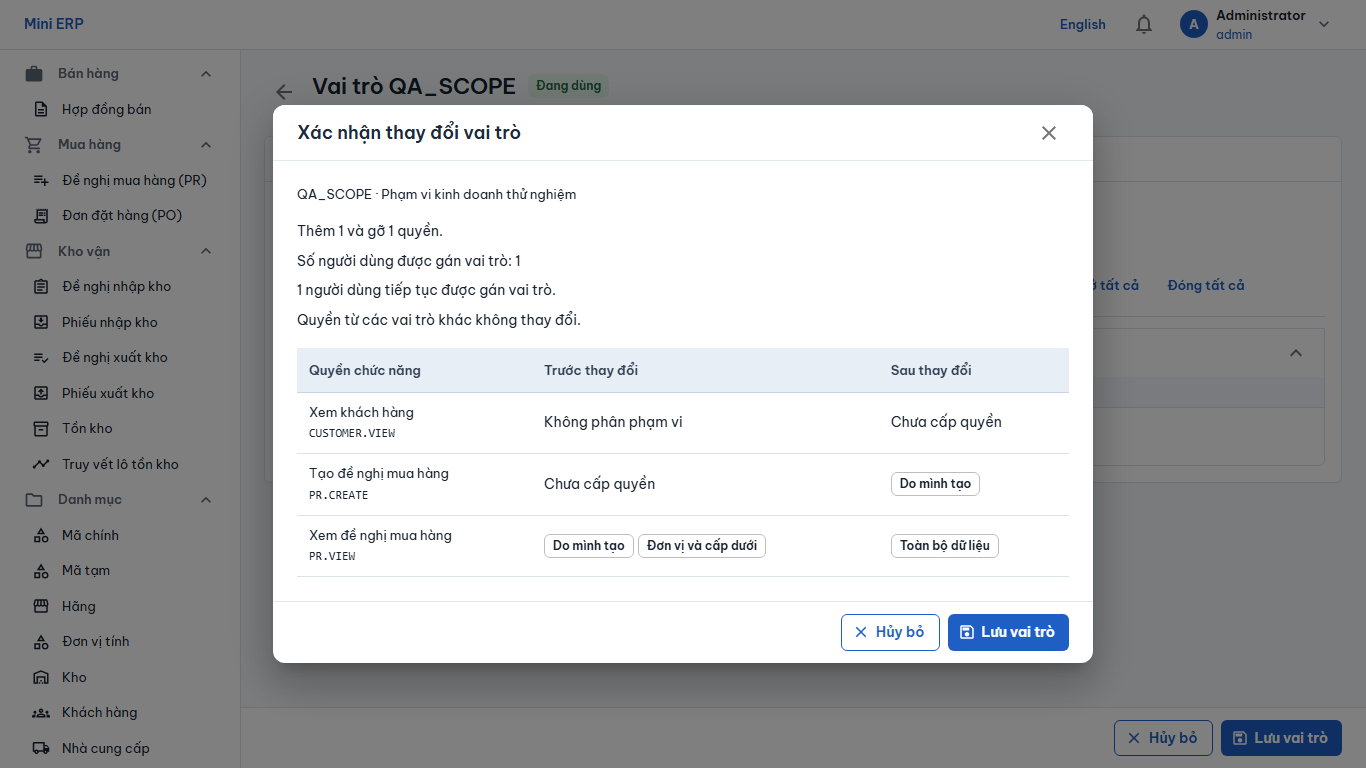 Mini ERP
English
A
Administrator
admin
Bán hàng
Hợp đồng bán
Mua hàng
Đề nghị mua hàng (PR)
Đơn đặt hàng (PO)
Kho vận
Đề nghị nhập kho
Phiếu nhập kho
Đề nghị xuất kho
Phiếu xuất kho
Tồn kho
Truy vết lô tồn kho
Danh mục
Mã chính
Mã tạm
Hãng
Đơn vị tính
Kho
Khách hàng
Nhà cung cấp
Vai trò QA_SCOPE
Đang dùng
tất cả
Đóng tất cả
Xác nhận thay đổi vai trò
QA_SCOPE · Phạm vi kinh doanh thử nghiệm
Thêm 1 và gỡ 1 quyền.
Số người dùng được gán vai trò: 1
1 người dùng tiếp tục được gán vai trò.
Quyền từ các vai trò khác không thay đổi.
Quyền chức năng Trước thay đổi Sau thay đổi
Xem khách hàng
CUSTOMER.VIEW
Không phân phạm vi
Chưa cấp quyền
Tạo đề nghị mua hàng
PR.CREATE
Chưa cấp quyền
Do mình tạo
Xem đề nghị mua hàng
PR.VIEW
Do mình tạo Đơn vị và cấp dưới
Toàn bộ dữ liệu
Hủy bỏ
Lưu vai trò
Hủy bỏ
Lưu vai trò